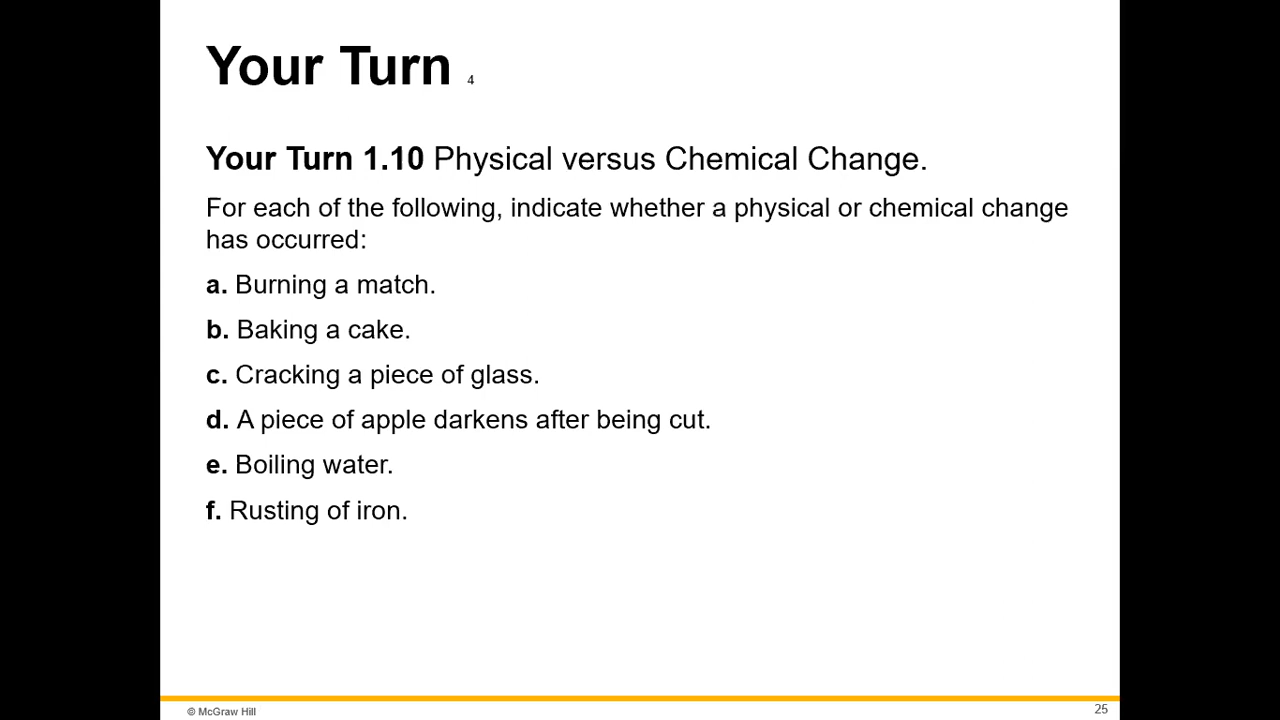 Your Turn 4
Your Turn 1.10 Physical versus Chemical Change.
For each of the following, indicate whether a physical or chemical change
has occurred:
a. Burning a match.
b. Baking a cake.
c. Cracking a piece of glass.
d. A piece of apple darkens after being cut.
e. Boiling water.
f. Rusting of iron.
© McGraw Hill
25